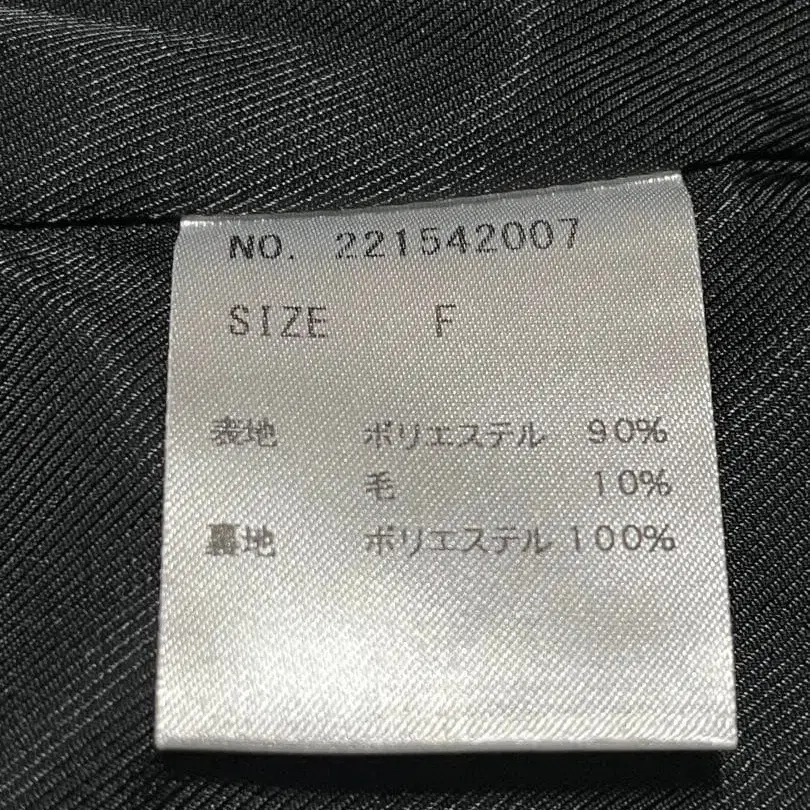 NO. 221542007
SIZE F
表地 ポリエステル 90%
毛 10%
裏地 ポリエステル 100%